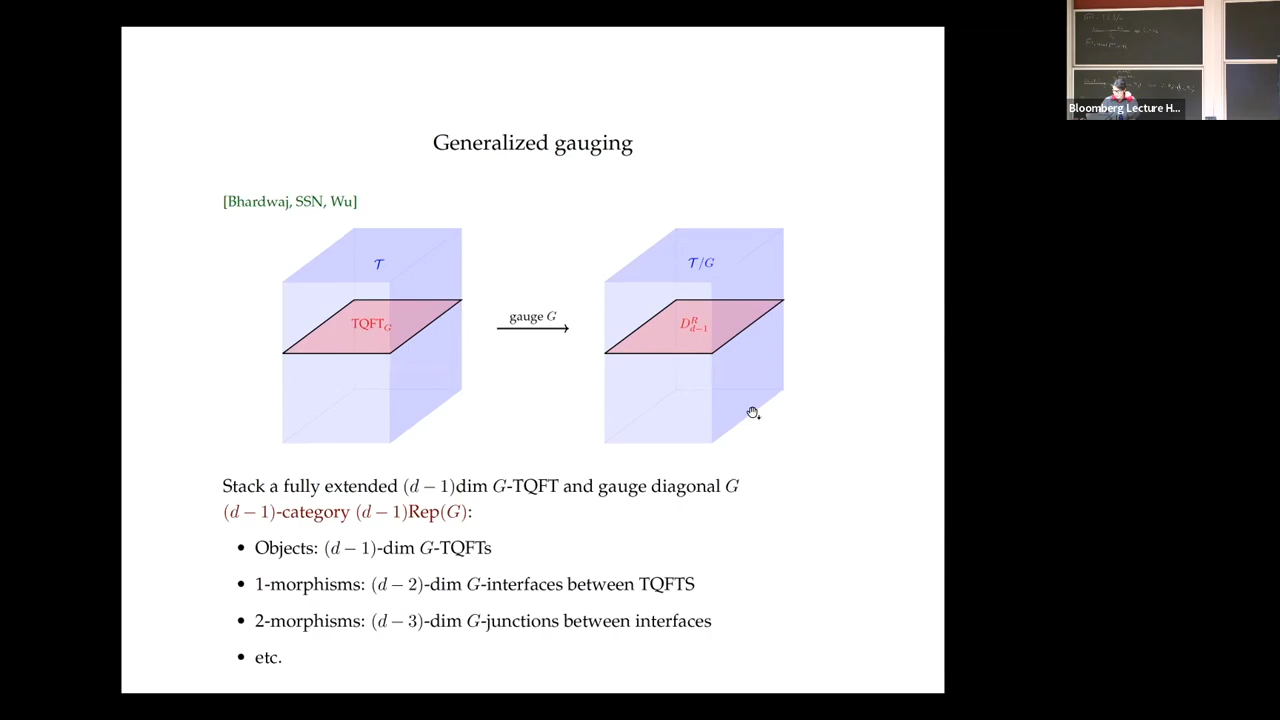 Generalized gauging
[Bhardwaj, SSN, Wu]
𝒯
TQFT_G
gauge G
𝒯/G
D^R_{d−1}
Stack a fully extended (d − 1)dim G-TQFT and gauge diagonal G
(d − 1)-category (d − 1)Rep(G):
• Objects: (d − 1)-dim G-TQFTs
• 1-morphisms: (d − 2)-dim G-interfaces between TQFTS
• 2-morphisms: (d − 3)-dim G-junctions between interfaces
• etc.
Bloomberg Lecture H...